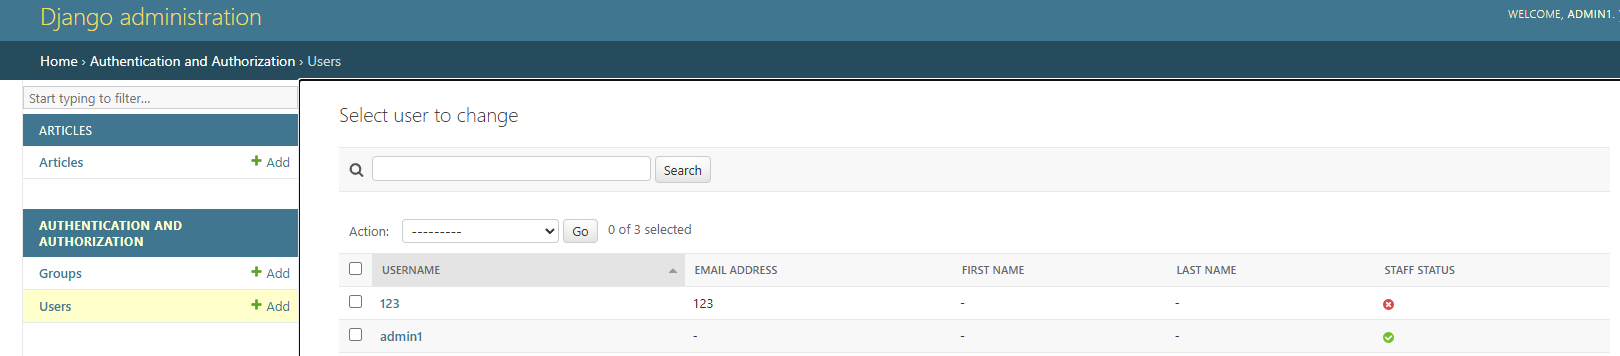 Django administration
WELCOME, ADMIN1.
Home › Authentication and Authorization › Users
Start typing to filter...
ARTICLES
Articles
+ Add
AUTHENTICATION AND
AUTHORIZATION
Groups
+ Add
Users
+ Add
Select user to change
Search
Action:
---------
Go
0 of 3 selected
USERNAME EMAIL ADDRESS FIRST NAME LAST NAME STAFF STATUS
123 123 - -
admin1 - - -